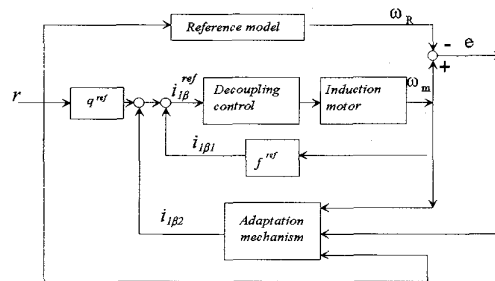 Reference model
ω_R
-
+
e
r
q^ref
i_1β^ref
Decoupling control
Induction motor
ω_m
i_1β1
f^ref
i_1β2
Adaptation mechanism